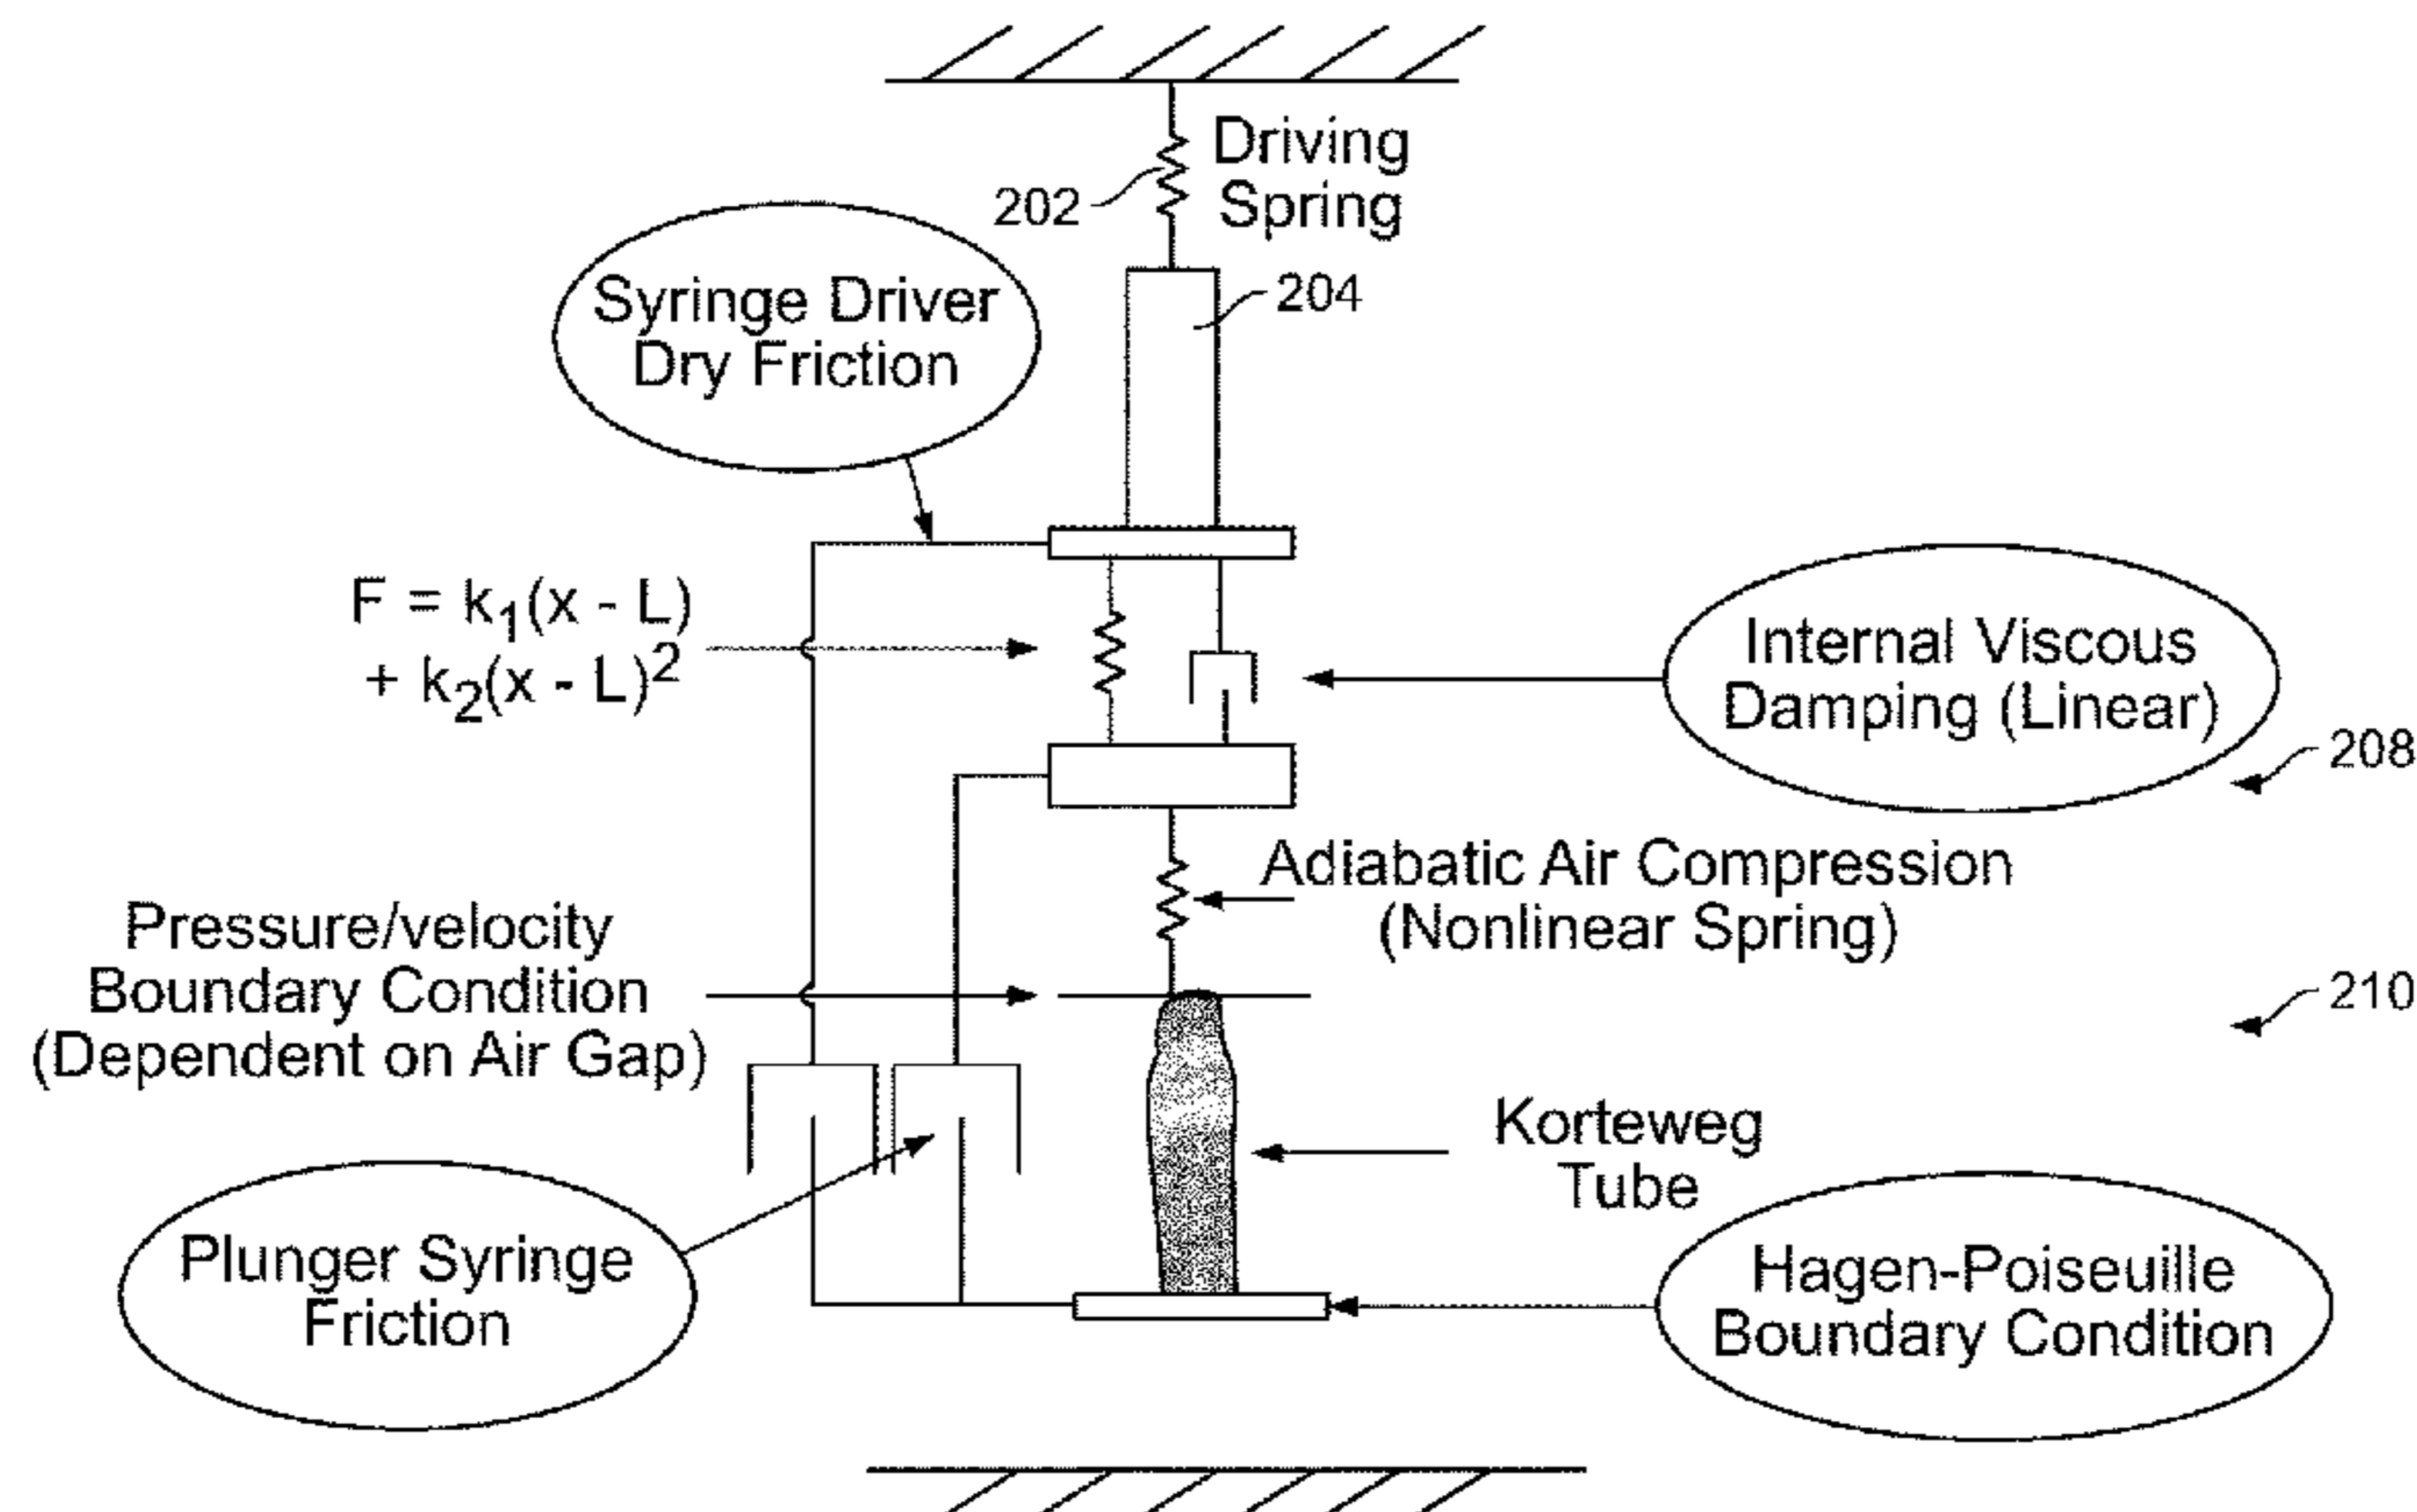 Driving
Spring
202
Syringe Driver
Dry Friction
204
F = k₁(x - L)
+ k₂(x - L)²
Internal Viscous
Damping (Linear)
208
Adiabatic Air Compression
(Nonlinear Spring)
Pressure/velocity
Boundary Condition
(Dependent on Air Gap)
210
Korteweg
Tube
Plunger Syringe
Friction
Hagen-Poiseuille
Boundary Condition